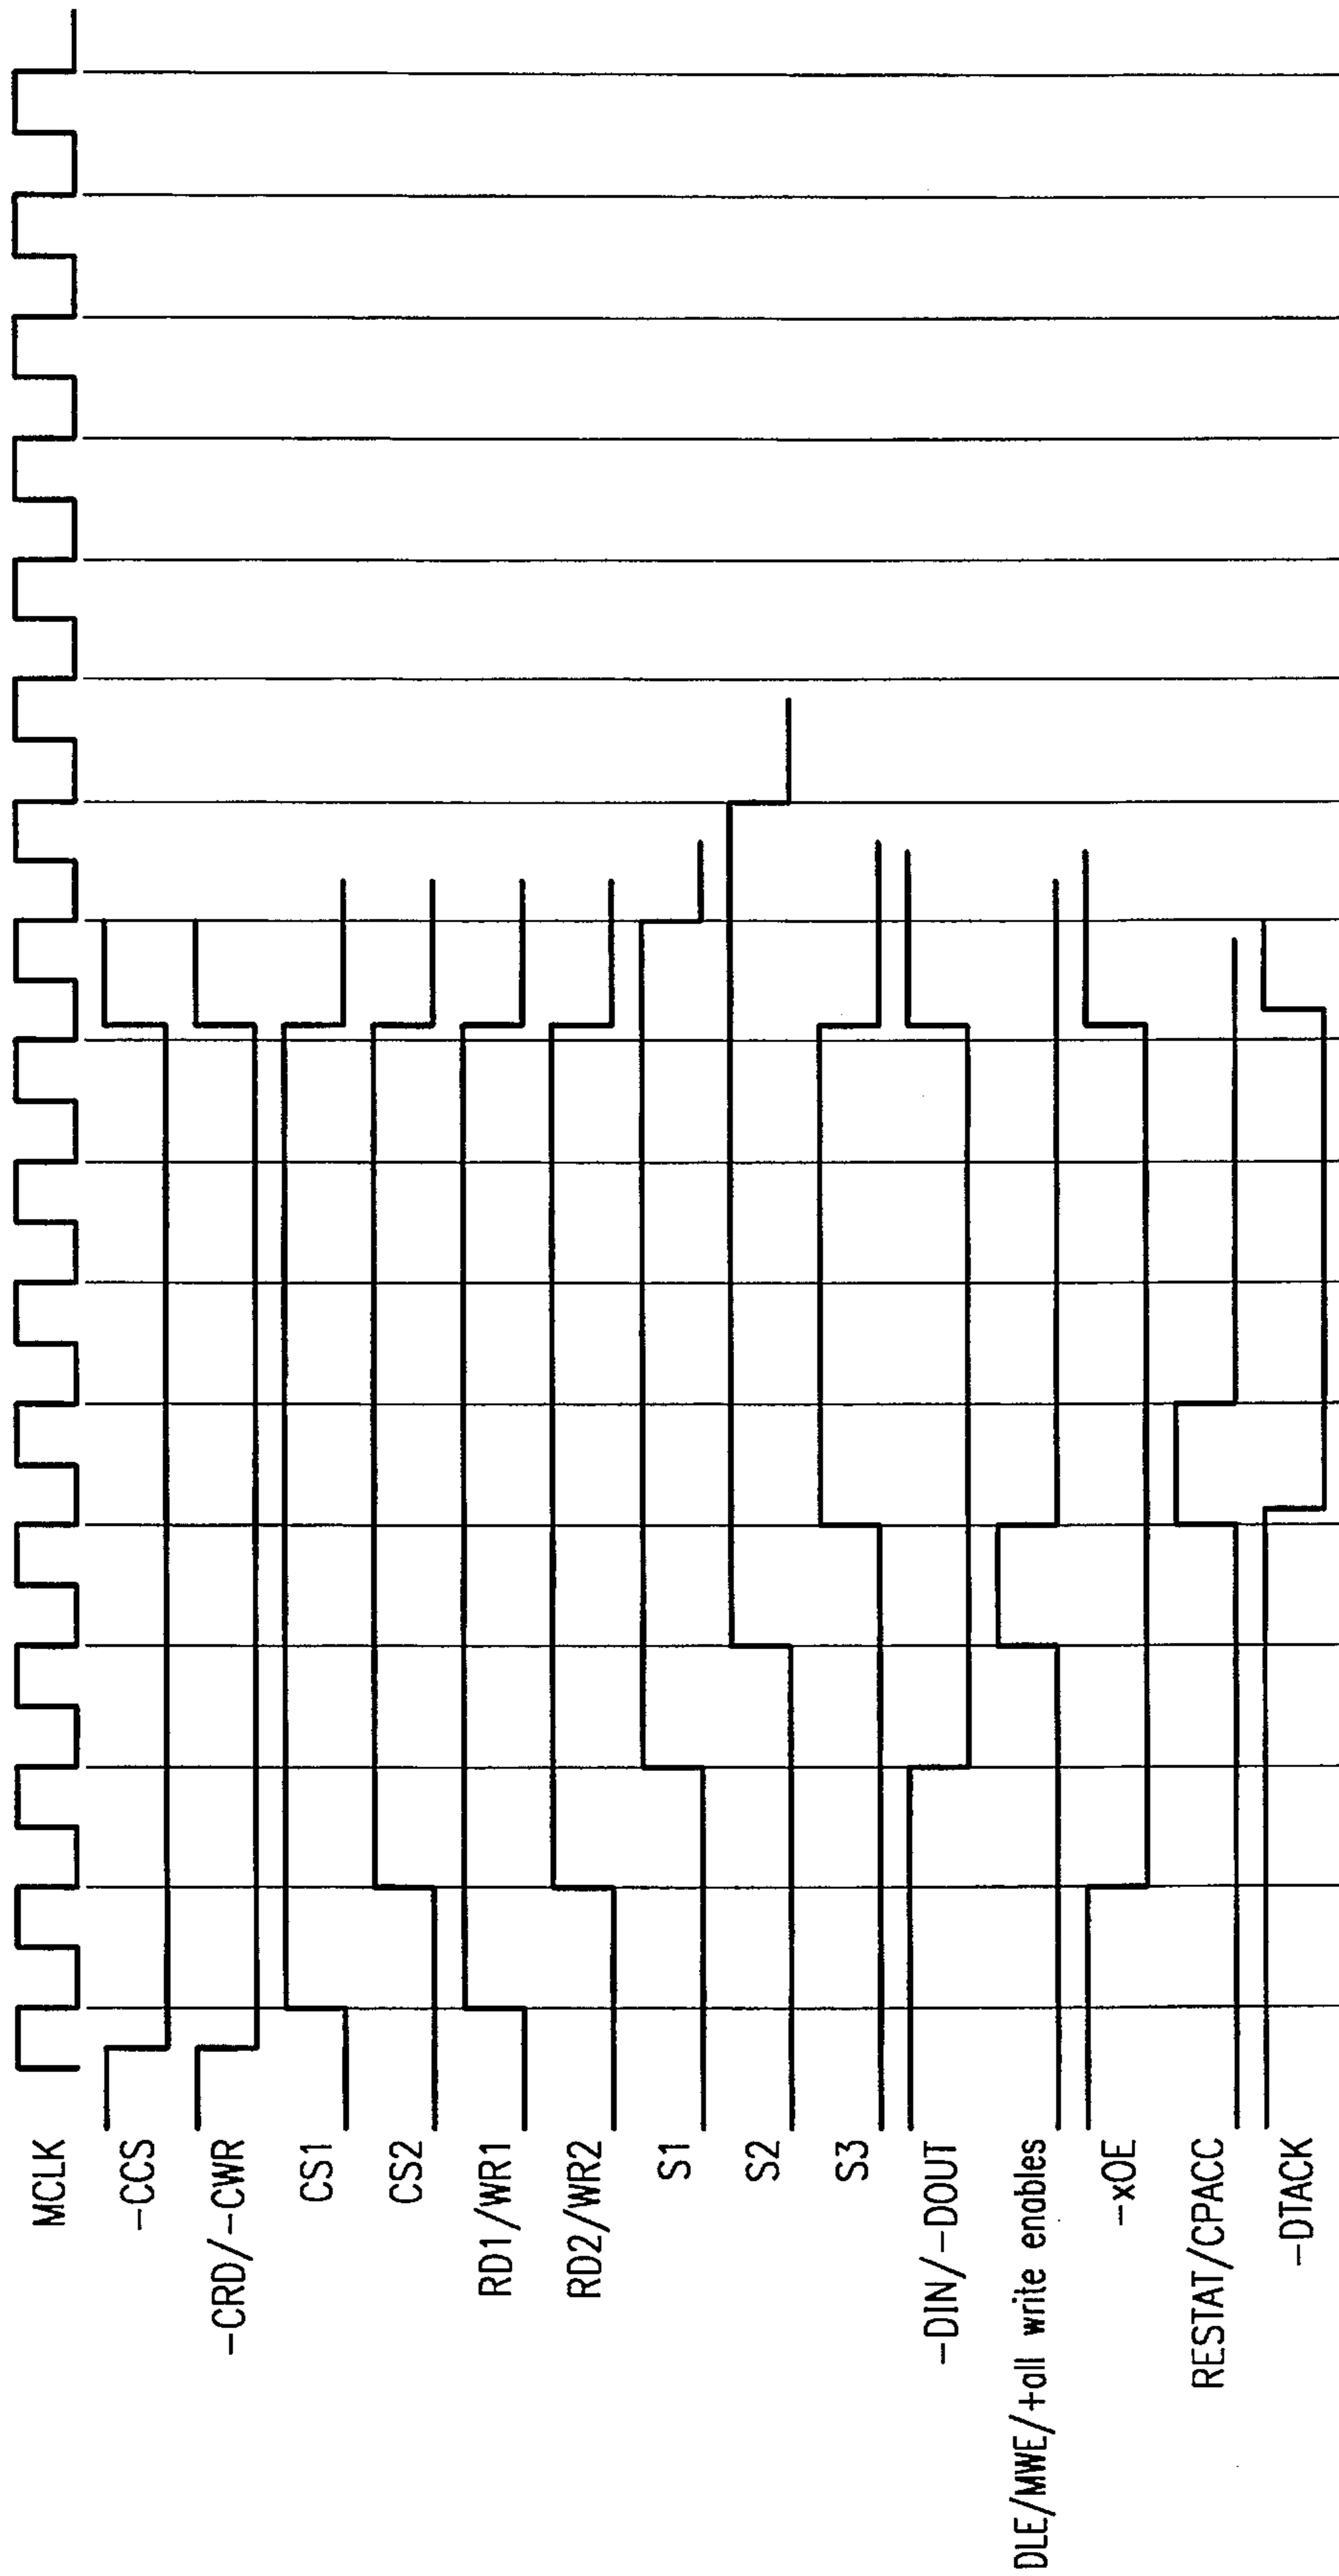 MCLK
-CCS
-CRD/-CWR
CS1
CS2
RD1/WR1
RD2/WR2
S1
S2
S3
-DIN/-DOUT
DLE/MWE/+all write enables
-xOE
RESTAT/CPACC
-DTACK